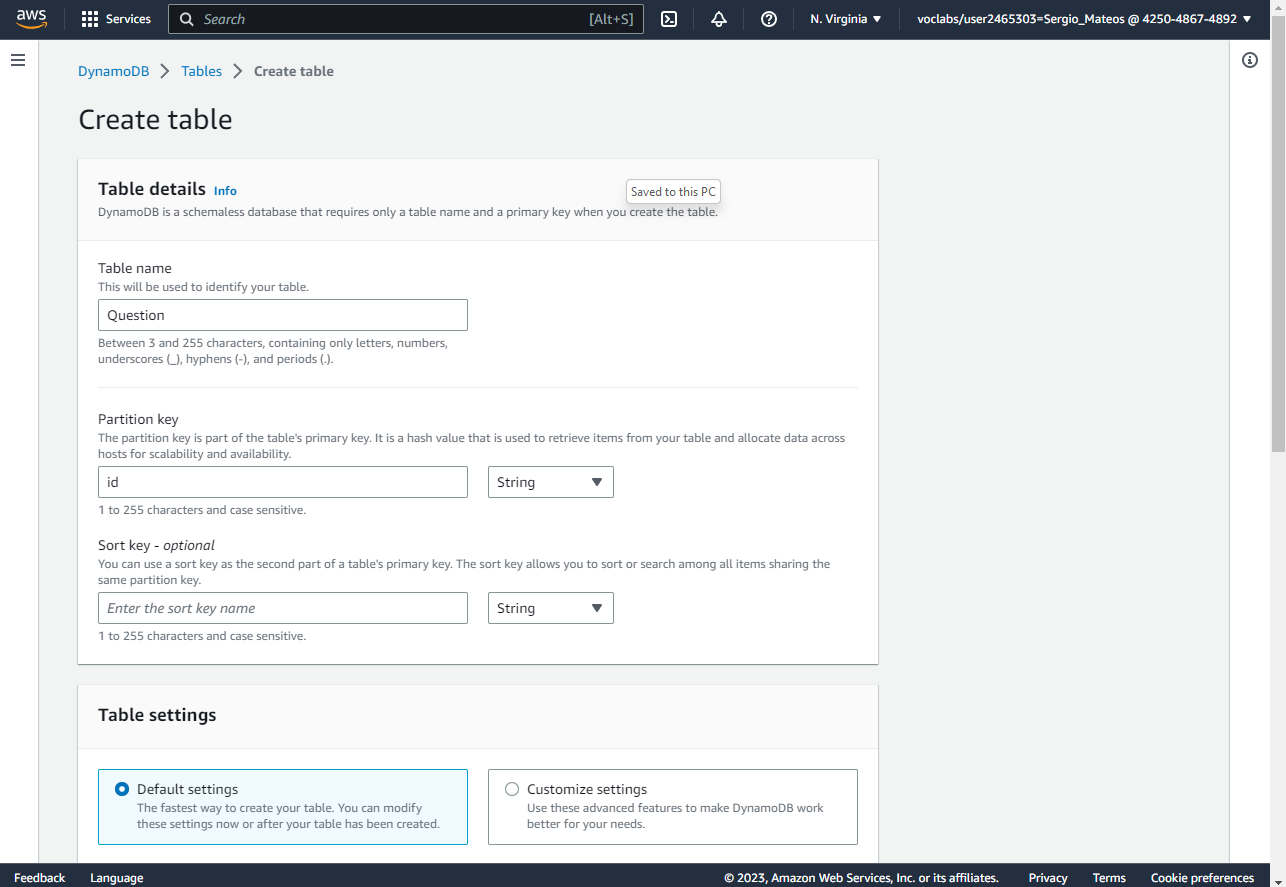 aws Services Search [Alt+S] N. Virginia voclabs/user2465303=Sergio_Mateos @ 4250-4867-4892
DynamoDB Tables Create table
Create table
Table details Info
Saved to this PC
DynamoDB is a schemaless database that requires only a table name and a primary key when you create the table.
Table name
This will be used to identify your table.
Question
Between 3 and 255 characters, containing only letters, numbers,
underscores (_), hyphens (-), and periods (.).
Partition key
The partition key is part of the table's primary key. It is a hash value that is used to retrieve items from your table and allocate data across
hosts for scalability and availability.
id String
1 to 255 characters and case sensitive.
Sort key - optional
You can use a sort key as the second part of a table's primary key. The sort key allows you to sort or search among all items sharing the
same partition key.
Enter the sort key name String
1 to 255 characters and case sensitive.
Table settings
Default settings
The fastest way to create your table. You can modify
these settings now or after your table has been created.
Customize settings
Use these advanced features to make DynamoDB work
better for your needs.
Feedback Language © 2023, Amazon Web Services, Inc. or its affiliates. Privacy Terms Cookie preferences